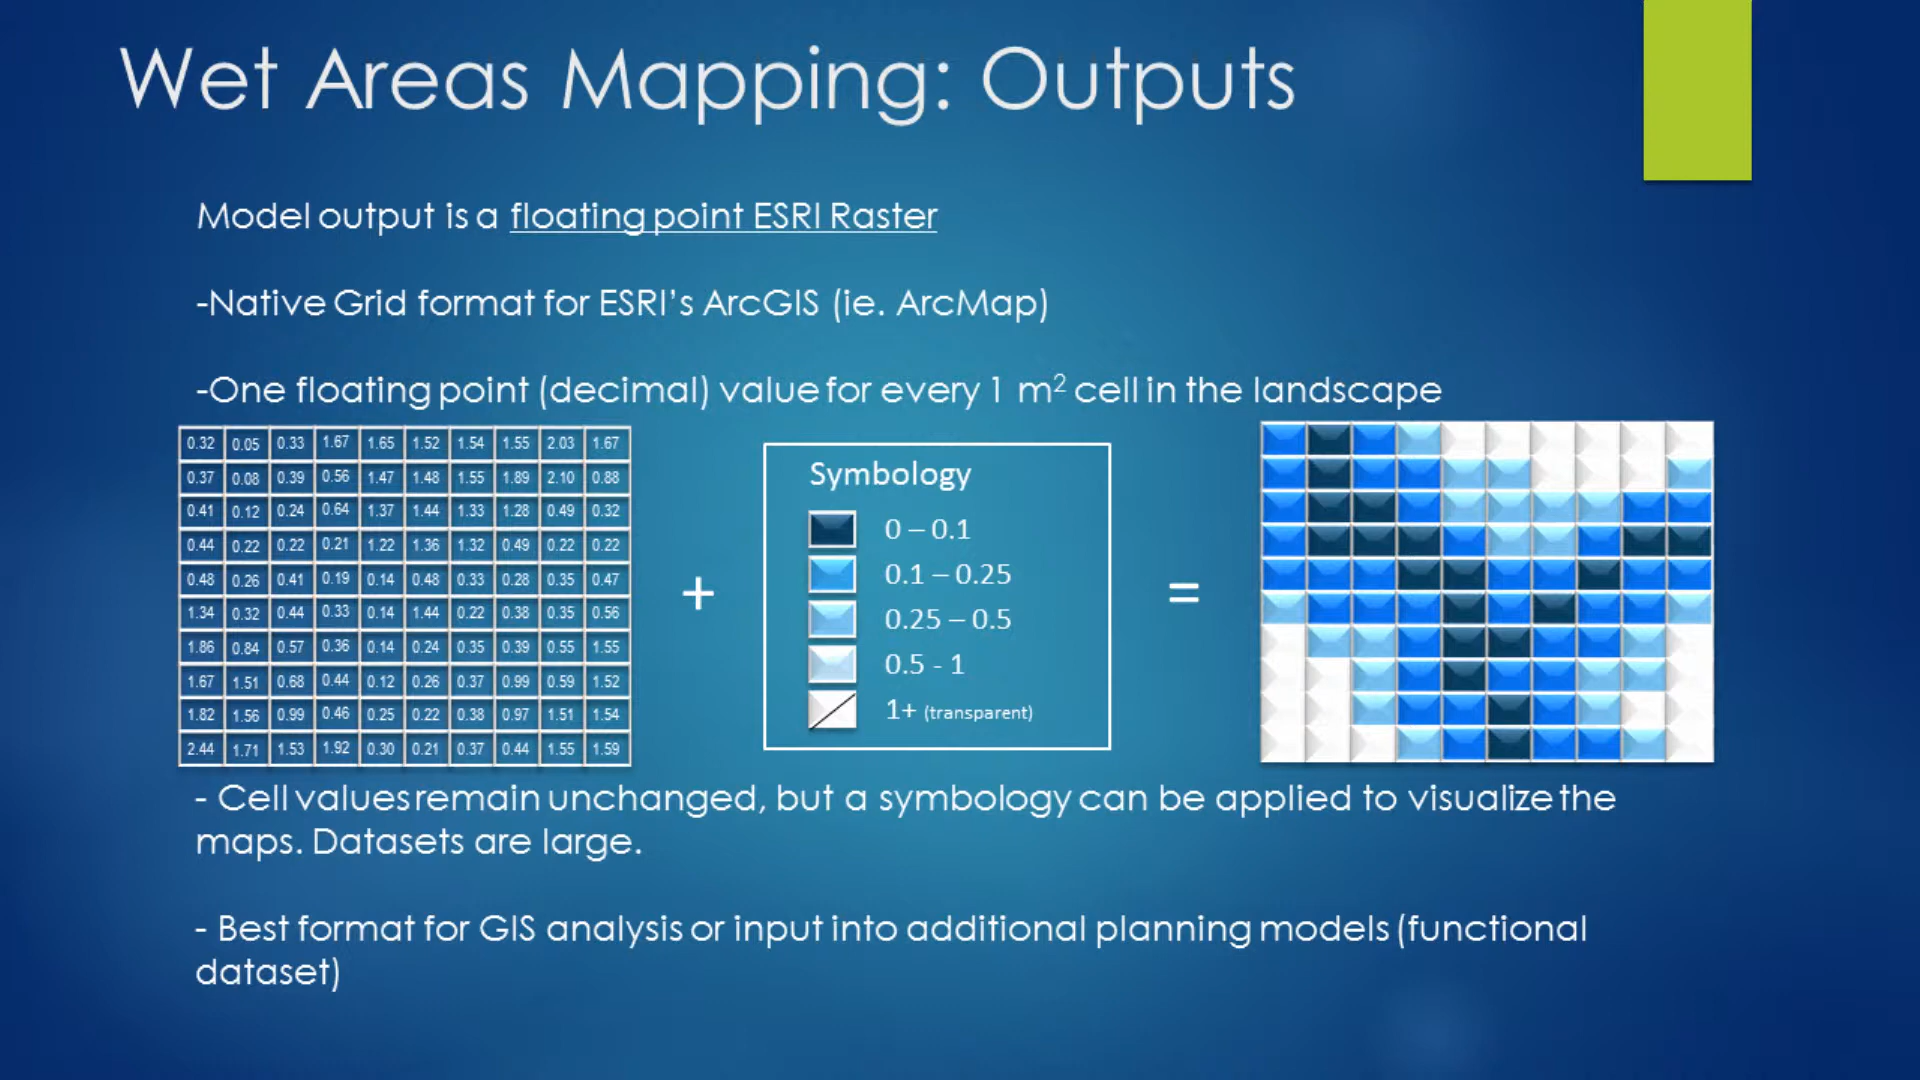 Wet Areas Mapping: Outputs
Model output is a floating point ESRI Raster
-Native Grid format for ESRI's ArcGIS (ie. ArcMap)
-One floating point (decimal) value for every 1 m² cell in the landscape
0.32 0.05 0.33 1.67 1.65 1.52 1.54 1.55 2.03 1.67
0.37 0.08 0.39 0.56 1.47 1.48 1.55 1.89 2.10 0.88
0.41 0.12 0.24 0.64 1.37 1.44 1.33 1.28 0.49 0.32
0.44 0.22 0.22 0.21 1.22 1.36 1.32 0.49 0.22 0.22
0.48 0.26 0.41 0.19 0.14 0.48 0.33 0.28 0.35 0.47
1.34 0.32 0.44 0.33 0.14 1.44 0.22 0.38 0.35 0.56
1.86 0.84 0.57 0.36 0.14 0.24 0.35 0.39 0.55 1.55
1.67 1.51 0.68 0.44 0.12 0.26 0.37 0.99 0.59 1.52
1.82 1.56 0.99 0.46 0.25 0.22 0.38 0.97 1.51 1.54
2.44 1.71 1.53 1.92 0.30 0.21 0.37 0.44 1.55 1.59
+
Symbology
0 – 0.1
0.1 – 0.25
0.25 – 0.5
0.5 - 1
1+ (transparent)
=
- Cell values remain unchanged, but a symbology can be applied to visualize the
maps. Datasets are large.
- Best format for GIS analysis or input into additional planning models (functional
dataset)